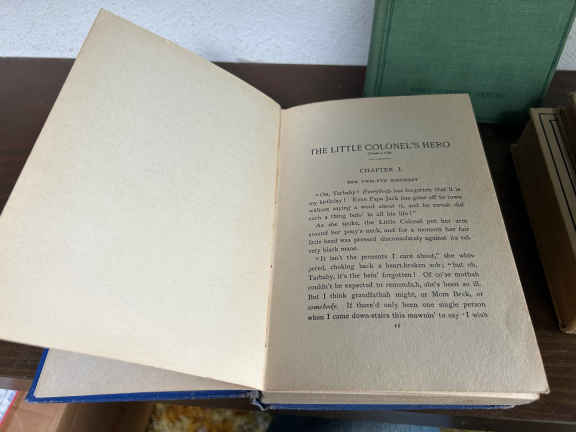 THE LITTLE COLONEL'S HERO
CHAPTER I.
HER TWELFTH BIRTHDAY
"Oh, Tarbaby! Everybody has forgotten that it is
my birthday! Even Papa Jack has gone off to town
without saying a word about it, and he nevah did
such a thing befo' in all his life!"
As she spoke, the Little Colonel put her arm
around her pony's neck, and for a moment her fair
little head was pressed disconsolately against its vel-
very black mane.
"It isn't the presents I care about," she whis-
pered, choking back a heart-broken sob; "but oh,
Tarbaby, it's the bein' forgotten! Of co'se mothah
couldn't be expected to remembah, she's been so ill.
But I think grandfathah might, or Mom Beck, or
somebody. If there'd only been one single person
when I came down-stairs this mawnin' to say 'I wish
11